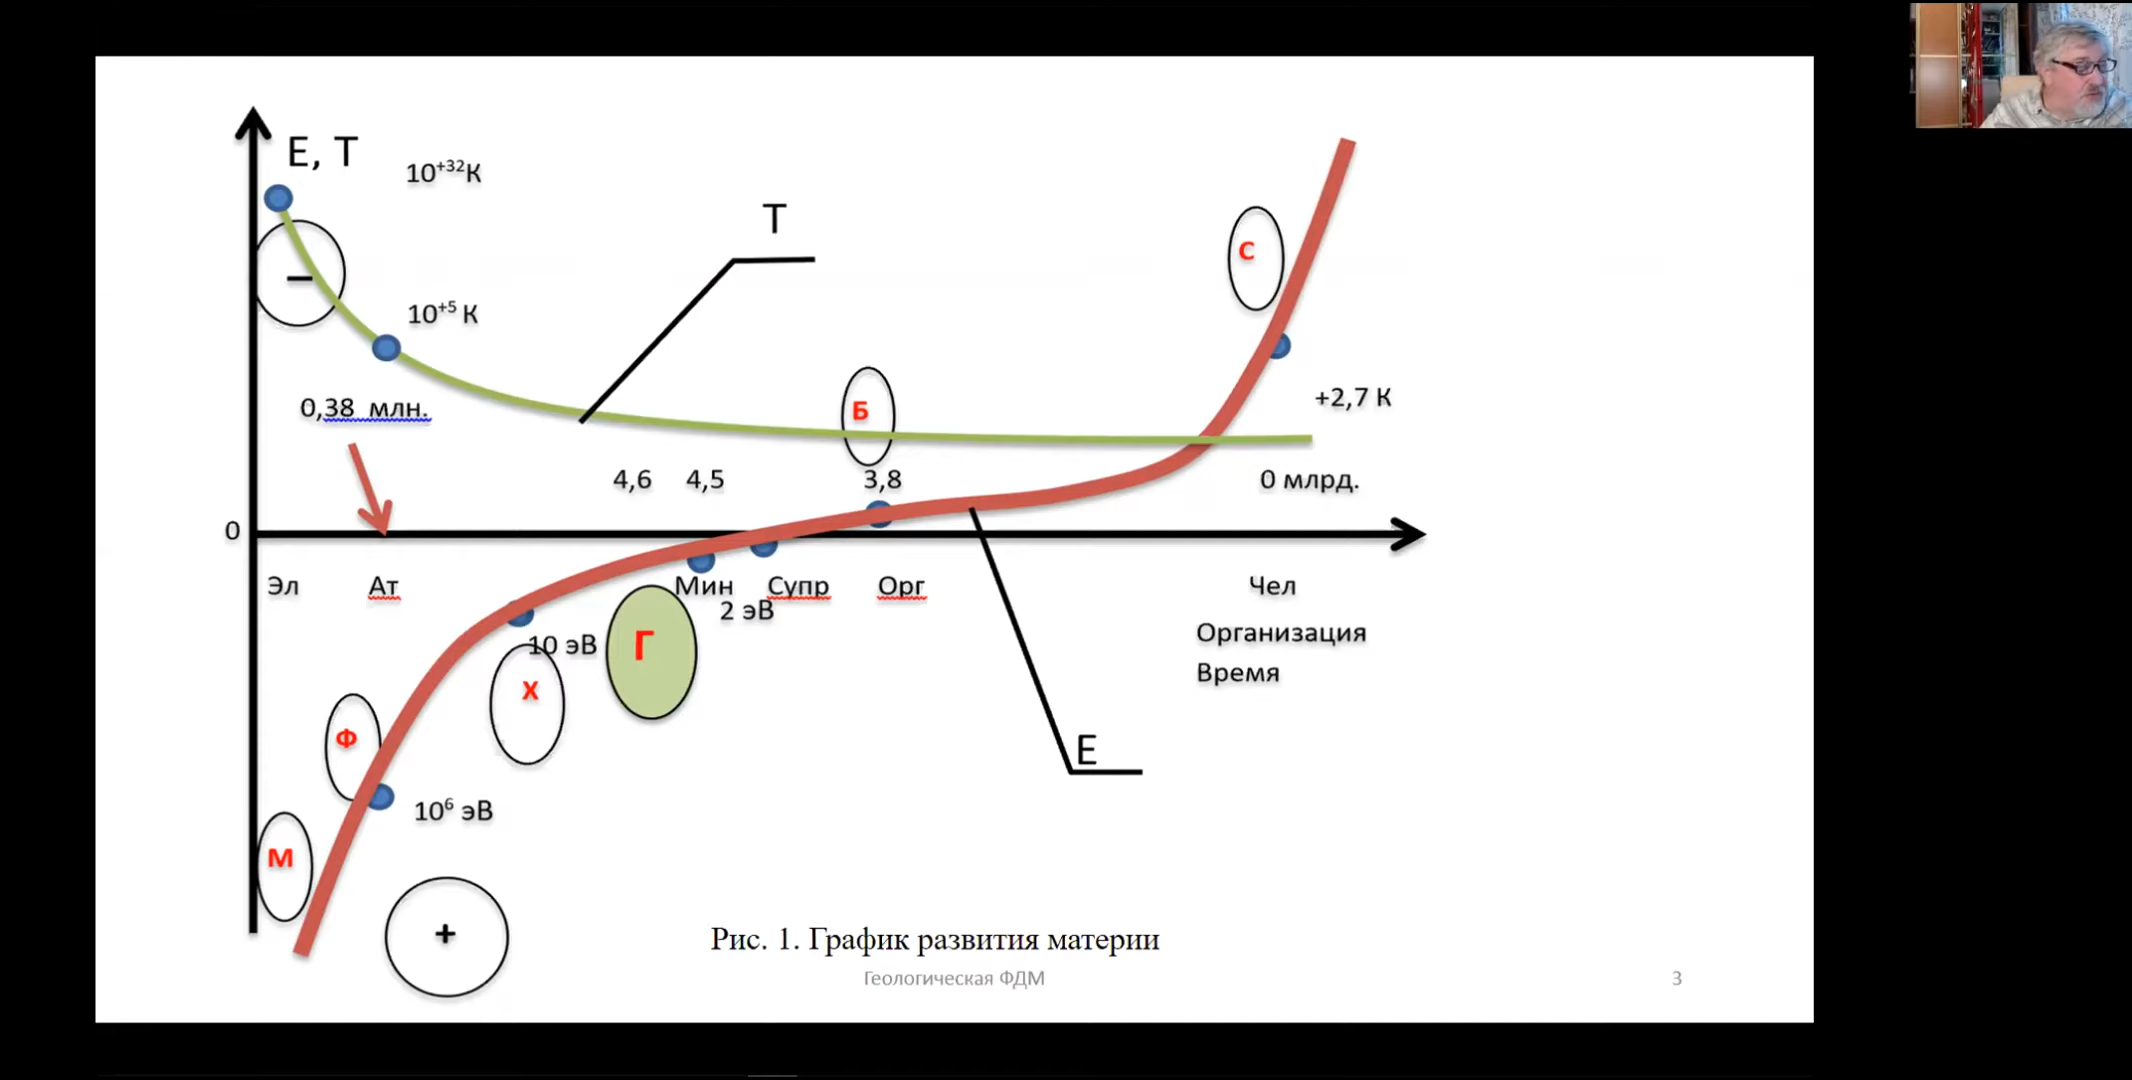 E, T
10⁺³²К
T
С
10⁺⁵ К
+2,7 К
0,38 млн.
Б
4,6 4,5 3,8 0 млрд.
0
Эл Ат Мин Супр Орг Чел
2 эВ
Организация
10 эВ Г
Время
Х
Ф
Е
10⁶ эВ
М
+
–
Рис. 1. График развития материи
Геологическая ФДМ
3